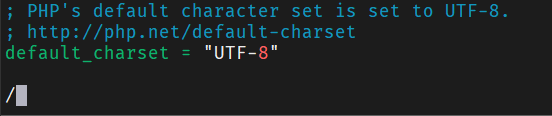 ; PHP's default character set is set to UTF-8.
; http://php.net/default-charset
default_charset = "UTF-8"
/